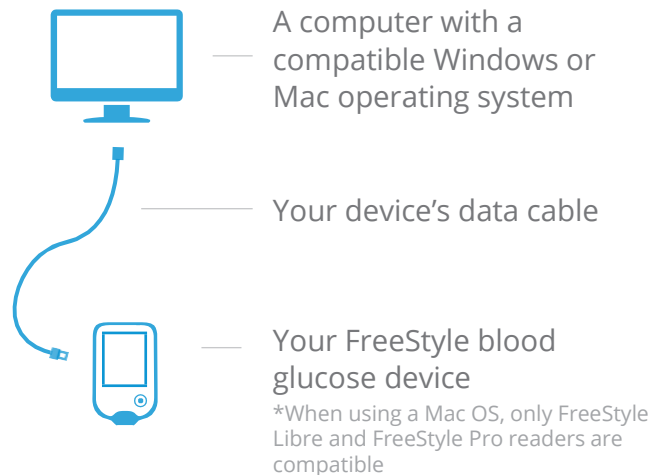 A computer with a
compatible Windows or
Mac operating system
Your device's data cable
Your FreeStyle blood
glucose device
*When using a Mac OS, only FreeStyle
Libre and FreeStyle Pro readers are
compatible